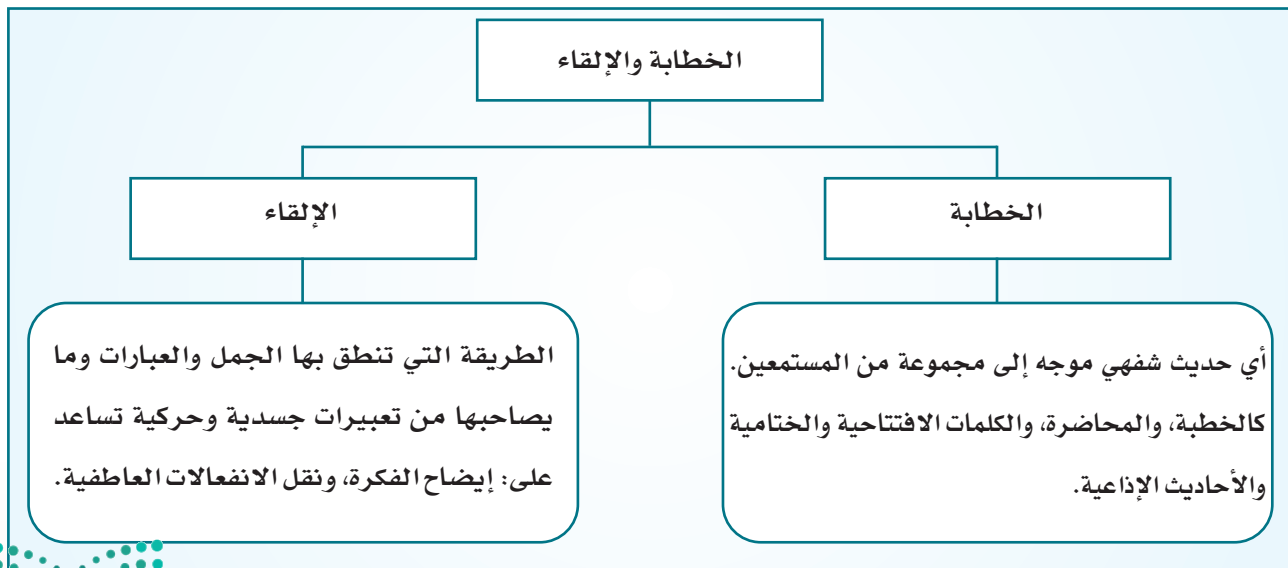 الخطابة والإلقاء
الخطابة
أي حديث شفهي موجه إلى مجموعة من المستمعين.
كالخطبة، والمحاضرة، والكلمات الافتتاحية والختامية
والأحاديث الإذاعية.
الإلقاء
الطريقة التي تنطق بها الجمل والعبارات وما
يصاحبها من تعبيرات جسدية وحركية تساعد
على: إيضاح الفكرة، ونقل الانفعالات العاطفية.